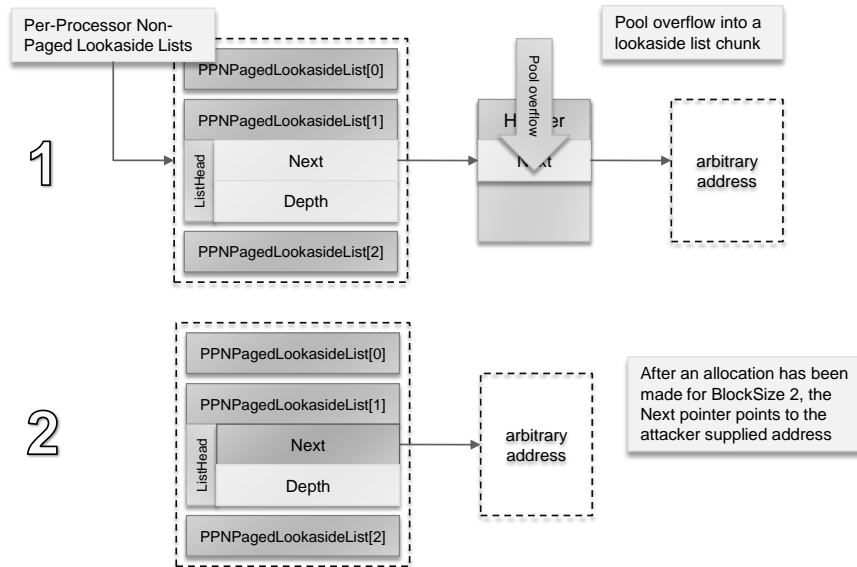 Per-Processor Non-
Paged Lookaside Lists
Pool overflow into a
lookaside list chunk
1
PPNPagedLookasideList[0]
PPNPagedLookasideList[1]
ListHead
Next
Depth
PPNPagedLookasideList[2]
Pool overflow
Next
arbitrary
address
2
PPNPagedLookasideList[0]
PPNPagedLookasideList[1]
ListHead
Next
Depth
PPNPagedLookasideList[2]
arbitrary
address
After an allocation has been
made for BlockSize 2, the
Next pointer points to the
attacker supplied address